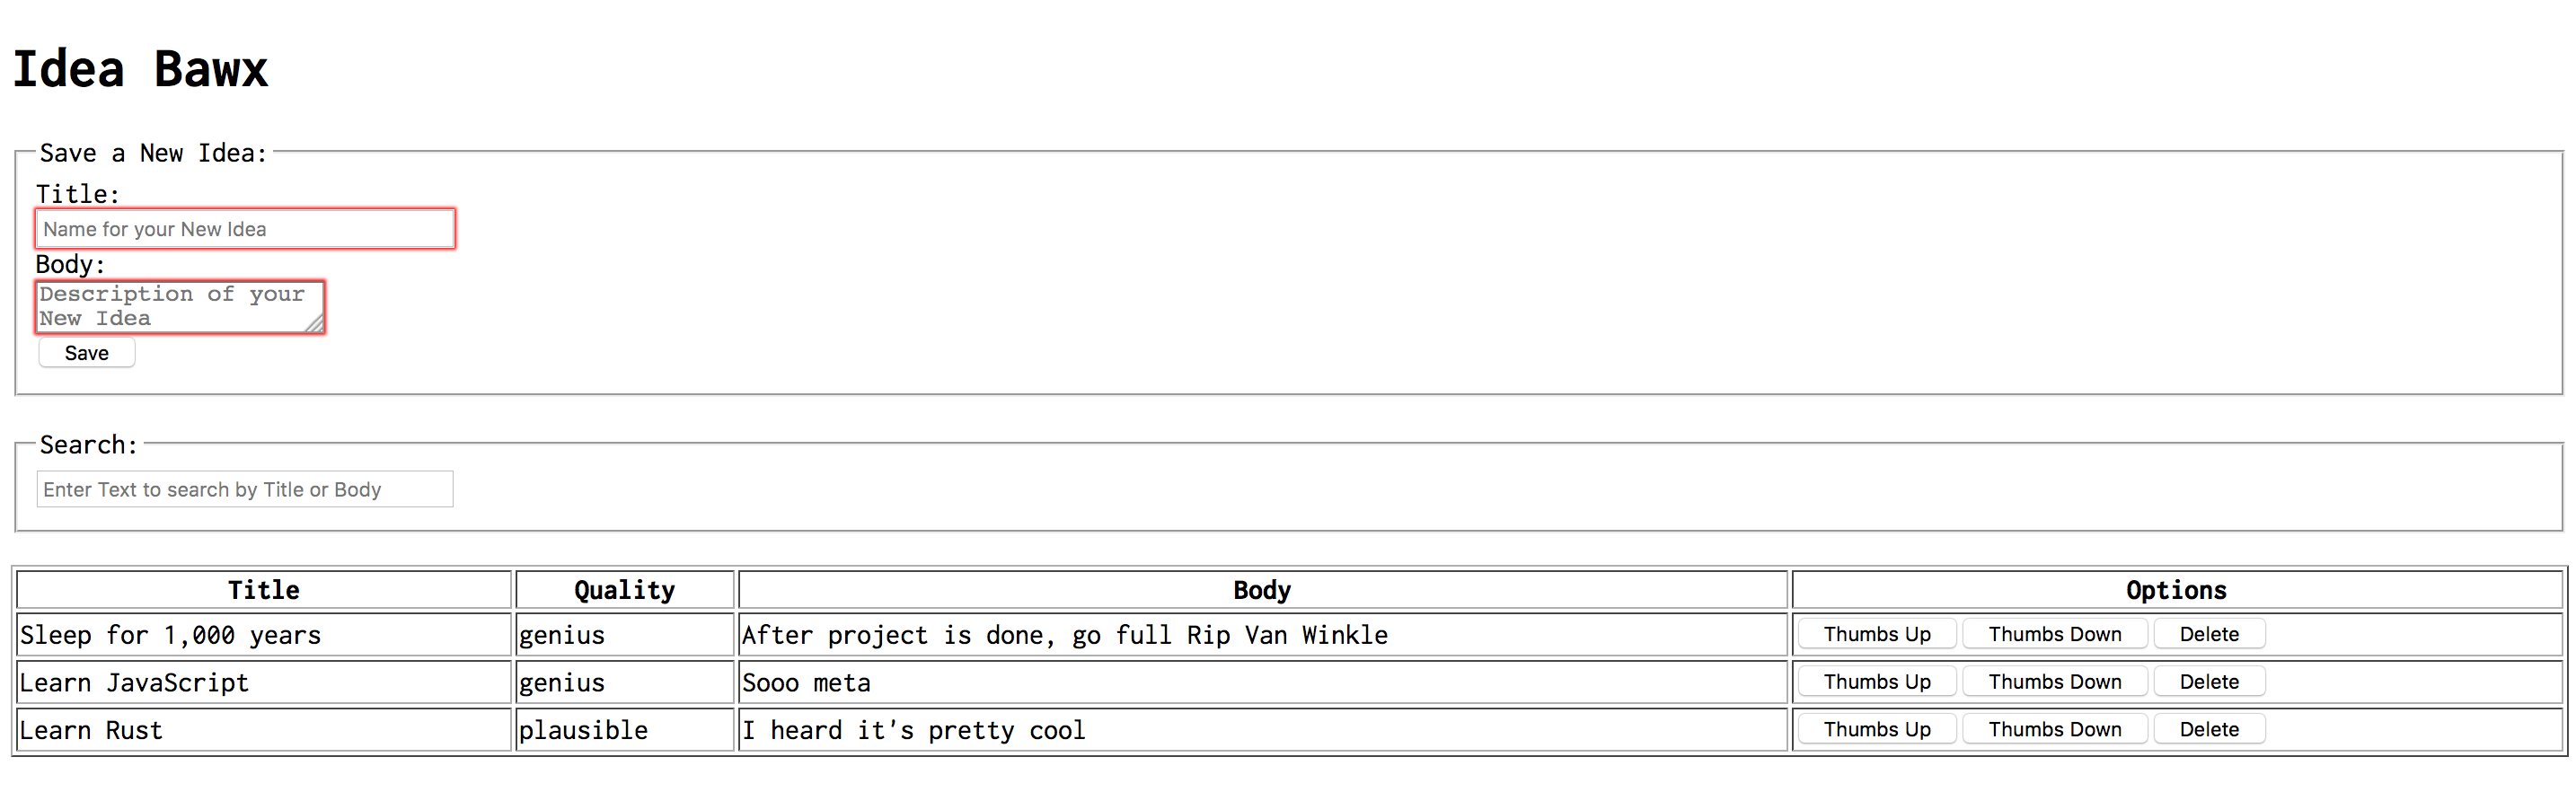 Idea Bawx
Save a New Idea:
Title:
Name for your New Idea
Body:
Description of your
New Idea
Save
Search:
Enter Text to search by Title or Body
Title Quality Body Options
Sleep for 1,000 years genius After project is done, go full Rip Van Winkle Thumbs Up Thumbs Down Delete
Learn JavaScript genius Sooo meta Thumbs Up Thumbs Down Delete
Learn Rust plausible I heard it's pretty cool Thumbs Up Thumbs Down Delete